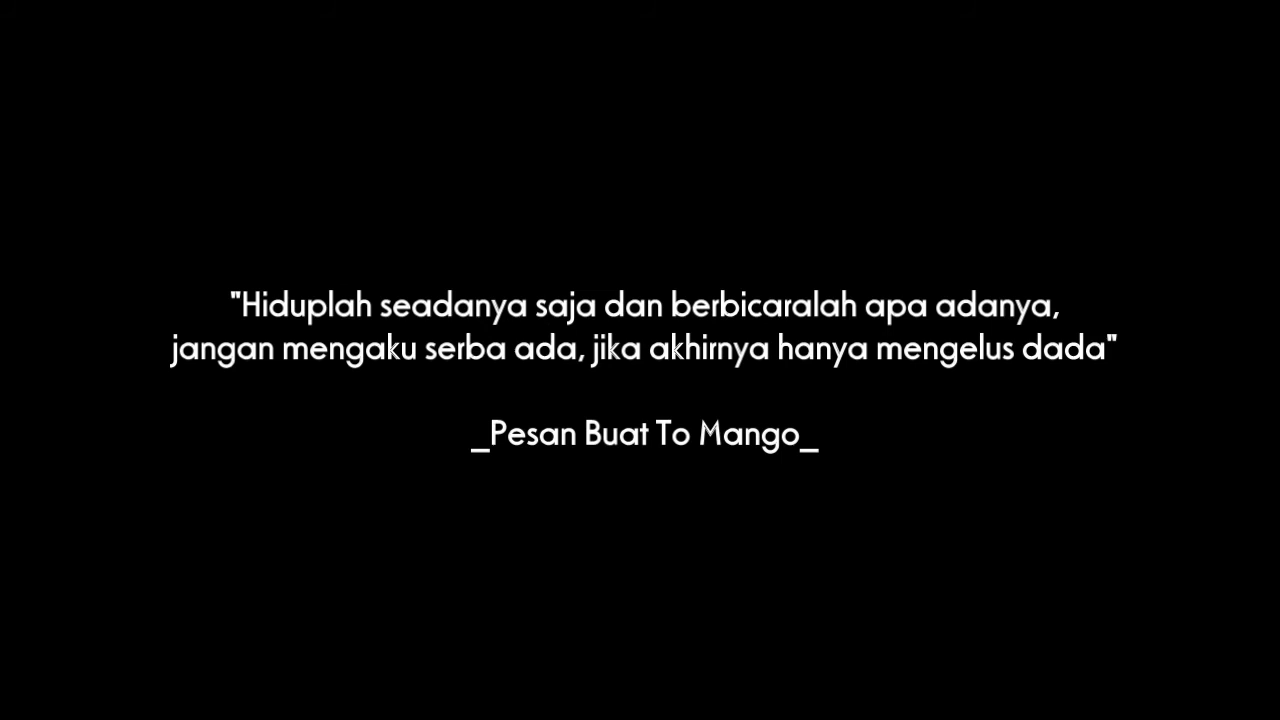 "Hiduplah seadanya saja dan berbicaralah apa adanya,
jangan mengaku serba ada, jika akhirnya hanya mengelus dada"
_Pesan Buat To Mango_